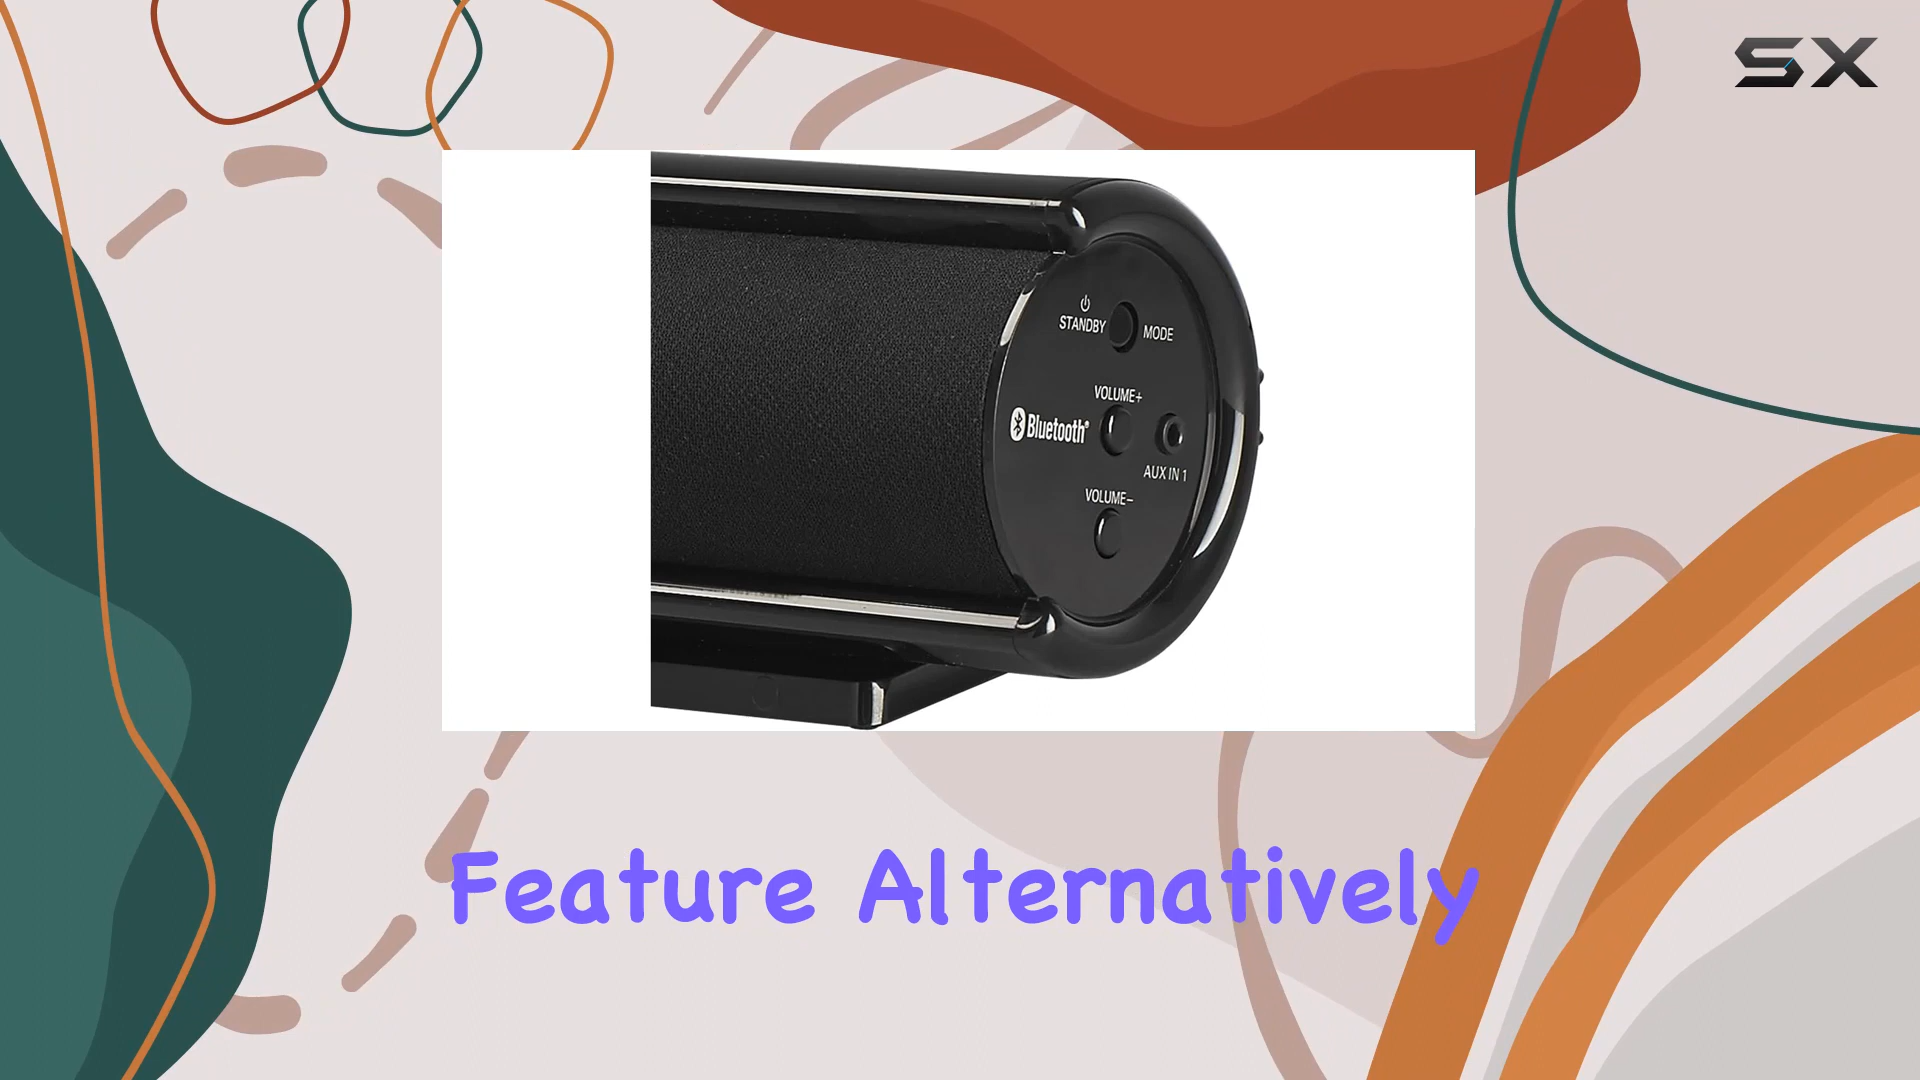 SX
STANDBY
MODE
VOLUME+
Bluetooth®
AUX IN 1
VOLUME−
Feature Alternatively